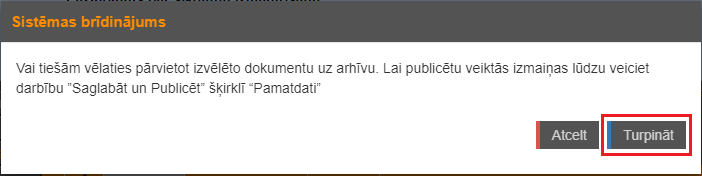 Sistēmas brīdinājums
Vai tiešām vēlaties pārvietot izvēlēto dokumentu uz arhīvu. Lai publicētu veiktās izmaiņas lūdzu veiciet
darbību ”Saglabāt un Publicēt” šķirklī “Pamatdati”
Atcelt
Turpināt